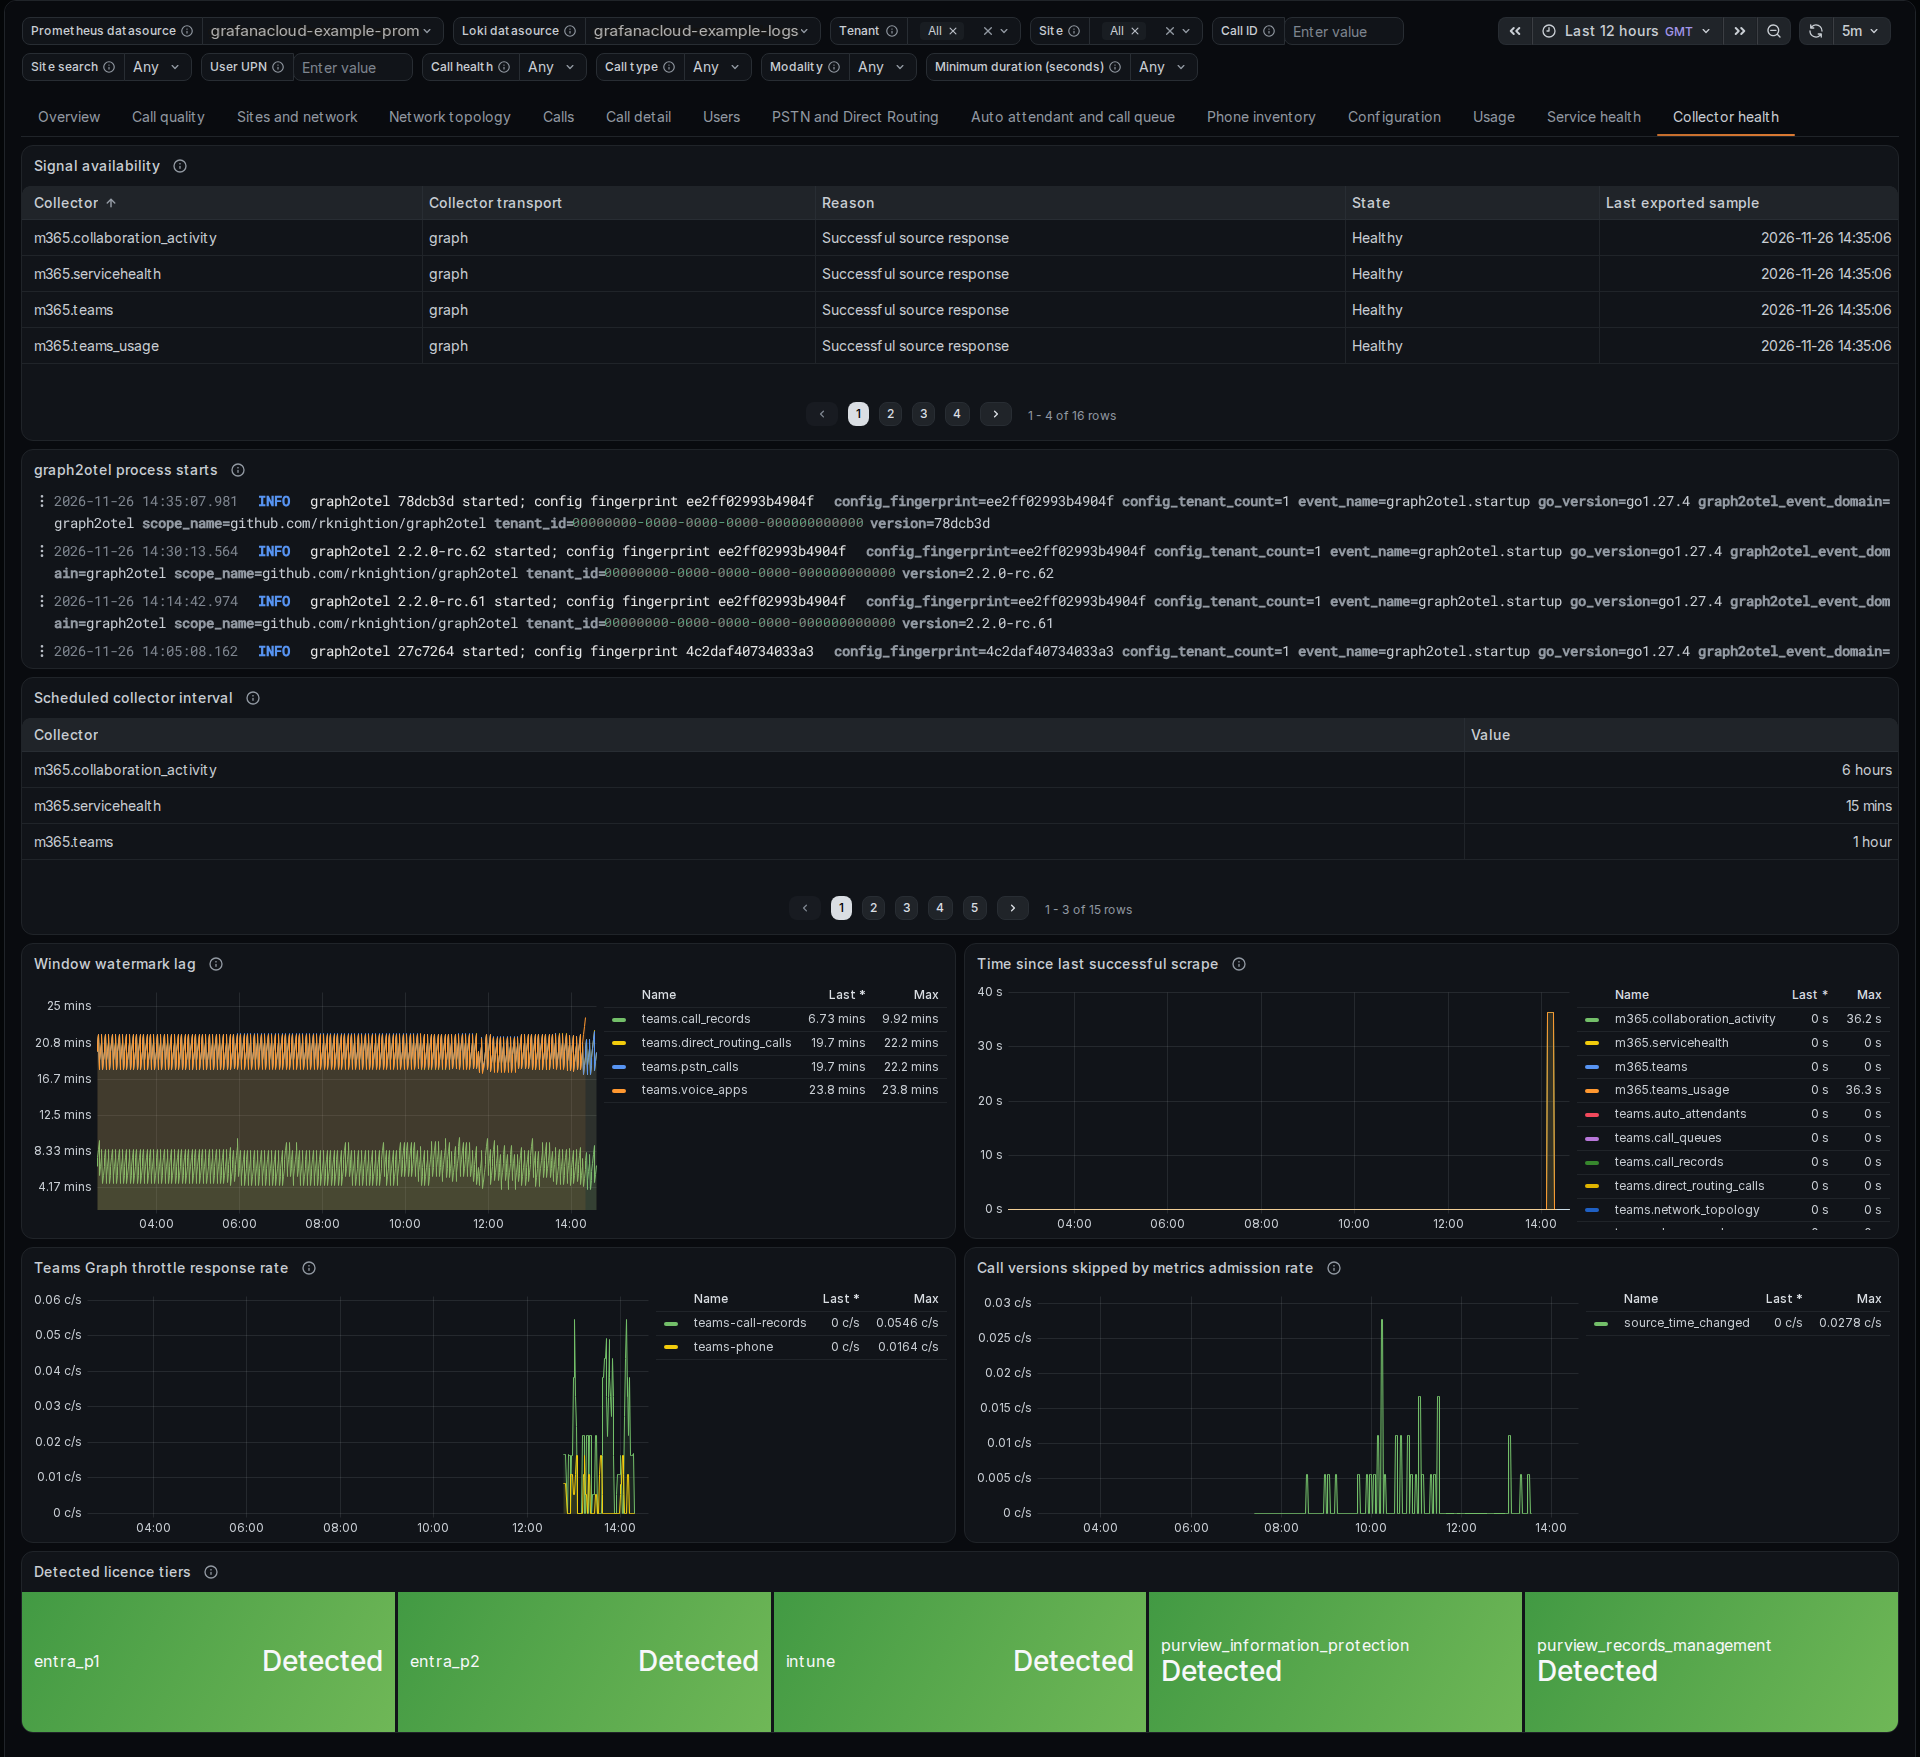 Prometheus datasource grafanacloud-example-prom Loki datasource grafanacloud-example-logs Tenant All Site All Call ID Enter value Last 12 hours GMT 5m
Site search Any User UPN Enter value Call health Any Call type Any Modality Any Minimum duration (seconds) Any
Overview Call quality Sites and network Network topology Calls Call detail Users PSTN and Direct Routing Auto attendant and call queue Phone inventory Configuration Usage Service health Collector health
Signal availability
Collector Collector transport Reason State Last exported sample
m365.collaboration_activity graph Successful source response Healthy 2026-11-26 14:35:06
m365.servicehealth graph Successful source response Healthy 2026-11-26 14:35:06
m365.teams graph Successful source response Healthy 2026-11-26 14:35:06
m365.teams_usage graph Successful source response Healthy 2026-11-26 14:35:06
1 2 3 4 1 - 4 of 16 rows
graph2otel process starts
2026-11-26 14:35:07.981 INFO graph2otel 78dcb3d started; config fingerprint ee2ff02993b4904f config_fingerprint=ee2ff02993b4904f config_tenant_count=1 event_name=graph2otel.startup go_version=go1.27.4 graph2otel_event_domain=
graph2otel scope_name=github.com/rknightion/graph2otel tenant_id=00000000-0000-0000-0000-000000000000 version=78dcb3d
2026-11-26 14:30:13.564 INFO graph2otel 2.2.0-rc.62 started; config fingerprint ee2ff02993b4904f config_fingerprint=ee2ff02993b4904f config_tenant_count=1 event_name=graph2otel.startup go_version=go1.27.4 graph2otel_event_dom
ain=graph2otel scope_name=github.com/rknightion/graph2otel tenant_id=00000000-0000-0000-0000-000000000000 version=2.2.0-rc.62
2026-11-26 14:14:42.974 INFO graph2otel 2.2.0-rc.61 started; config fingerprint ee2ff02993b4904f config_fingerprint=ee2ff02993b4904f config_tenant_count=1 event_name=graph2otel.startup go_version=go1.27.4 graph2otel_event_dom
ain=graph2otel scope_name=github.com/rknightion/graph2otel tenant_id=00000000-0000-0000-0000-000000000000 version=2.2.0-rc.61
2026-11-26 14:05:08.162 INFO graph2otel 27c7264 started; config fingerprint 4c2daf40734033a3 config_fingerprint=4c2daf40734033a3 config_tenant_count=1 event_name=graph2otel.startup go_version=go1.27.4 graph2otel_event_domain=
Scheduled collector interval
Collector Value
m365.collaboration_activity 6 hours
m365.servicehealth 15 mins
m365.teams 1 hour
1 2 3 4 5 1 - 3 of 15 rows
Window watermark lag
25 mins
20.8 mins
16.7 mins
12.5 mins
8.33 mins
4.17 mins
04:00 06:00 08:00 10:00 12:00 14:00
Name Last * Max
teams.call_records 6.73 mins 9.92 mins
teams.direct_routing_calls 19.7 mins 22.2 mins
teams.pstn_calls 19.7 mins 22.2 mins
teams.voice_apps 23.8 mins 23.8 mins
Time since last successful scrape
40 s
30 s
20 s
10 s
0 s
04:00 06:00 08:00 10:00 12:00 14:00
Name Last * Max
m365.collaboration_activity 0 s 36.2 s
m365.servicehealth 0 s 0 s
m365.teams 0 s 0 s
m365.teams_usage 0 s 36.3 s
teams.auto_attendants 0 s 0 s
teams.call_queues 0 s 0 s
teams.call_records 0 s 0 s
teams.direct_routing_calls 0 s 0 s
teams.network_topology 0 s 0 s
Teams Graph throttle response rate
0.06 c/s
0.05 c/s
0.04 c/s
0.03 c/s
0.02 c/s
0.01 c/s
0 c/s
04:00 06:00 08:00 10:00 12:00 14:00
Name Last * Max
teams-call-records 0 c/s 0.0546 c/s
teams-phone 0 c/s 0.0164 c/s
Call versions skipped by metrics admission rate
0.03 c/s
0.025 c/s
0.02 c/s
0.015 c/s
0.01 c/s
0.005 c/s
0 c/s
04:00 06:00 08:00 10:00 12:00 14:00
Name Last * Max
source_time_changed 0 c/s 0.0278 c/s
Detected licence tiers
entra_p1 Detected
entra_p2 Detected
intune Detected
purview_information_protection
Detected
purview_records_management
Detected